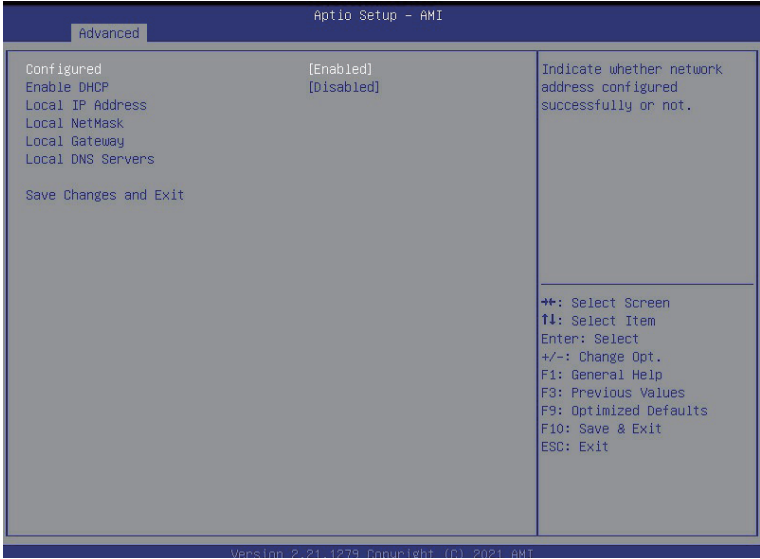 Aptio Setup – AMI
Advanced
Configured [Enabled]
Enable DHCP [Disabled]
Local IP Address
Local NetMask
Local Gateway
Local DNS Servers
Save Changes and Exit
Indicate whether network
address configured
successfully or not.
→←: Select Screen
↑↓: Select Item
Enter: Select
+/-: Change Opt.
F1: General Help
F3: Previous Values
F9: Optimized Defaults
F10: Save & Exit
ESC: Exit
Version 2.21.1279 Copyright (C) 2021 AMI